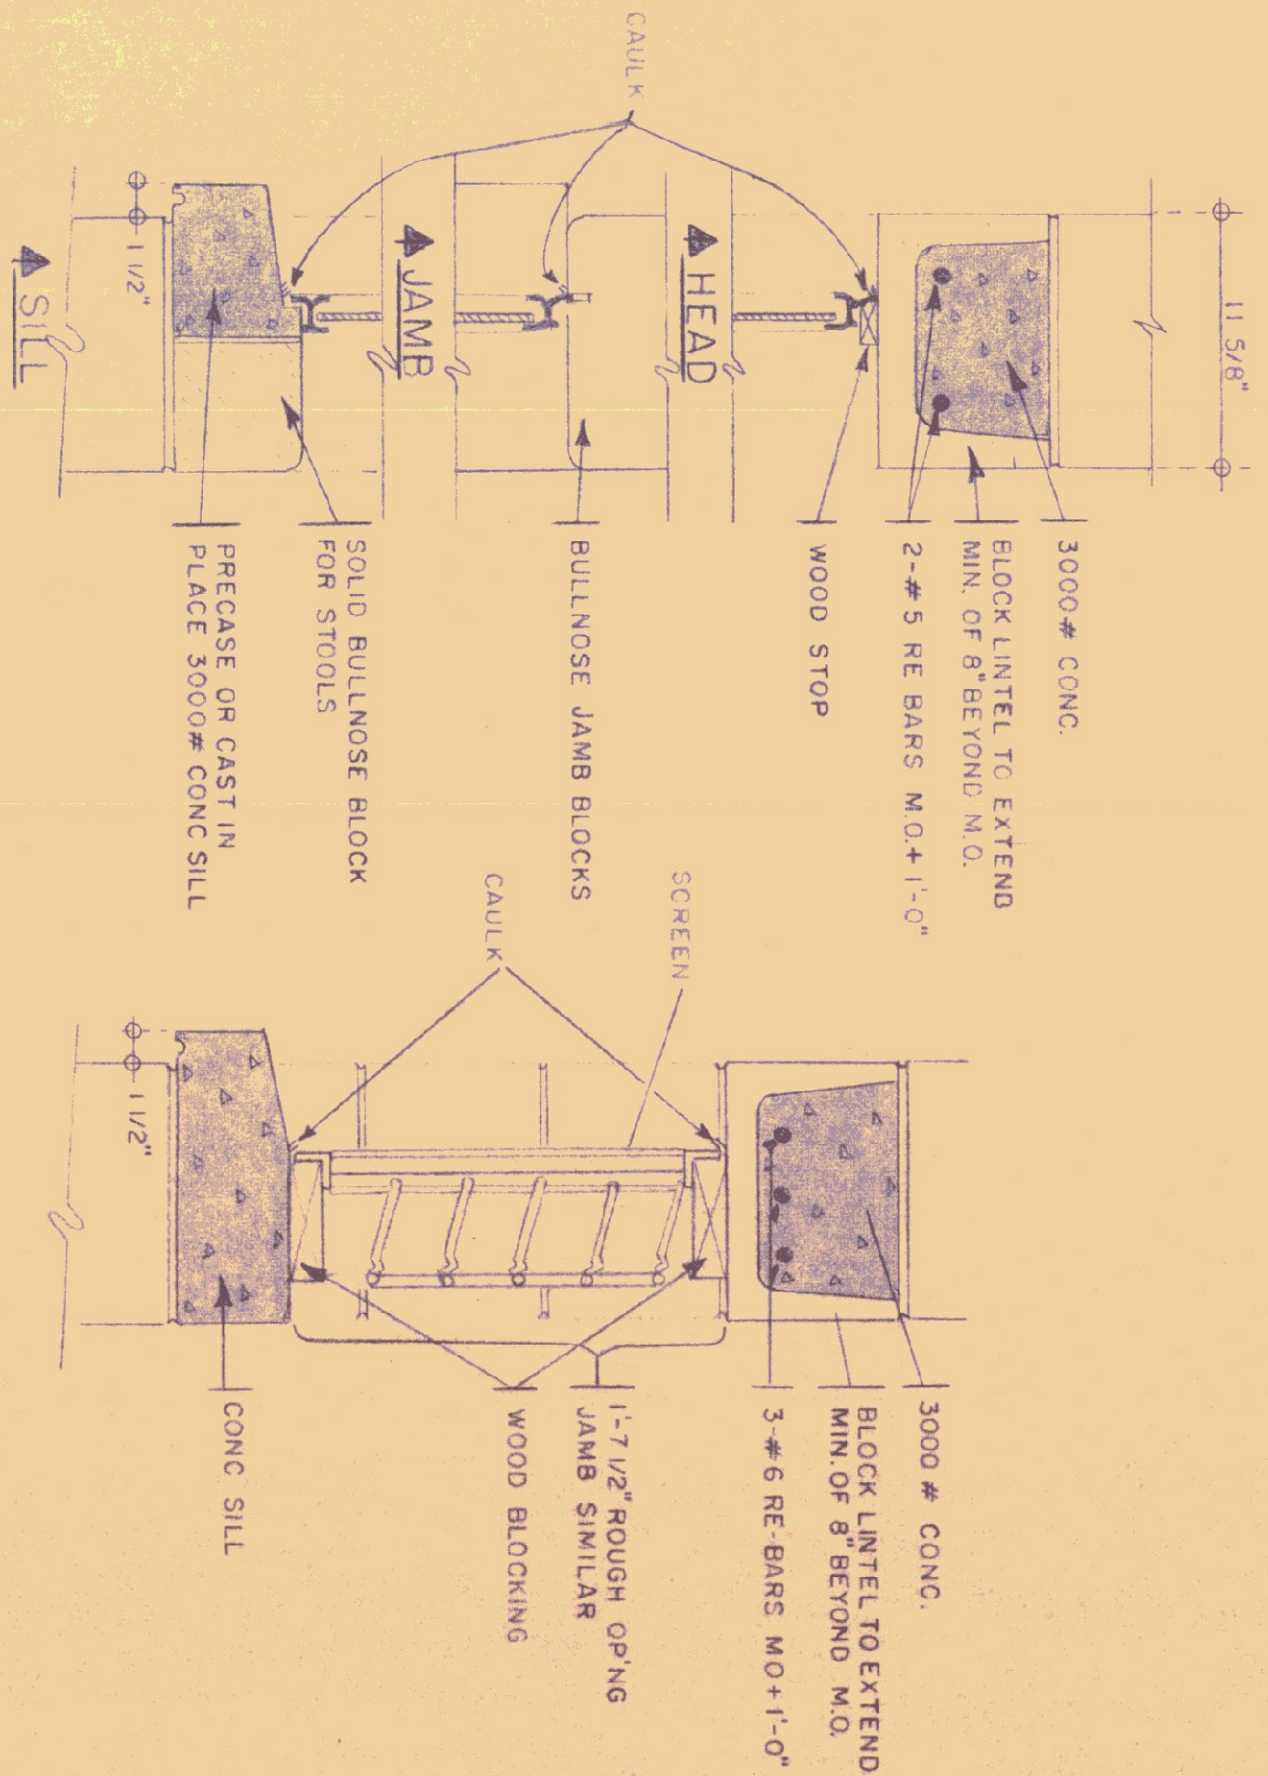 CAULK
11 5/8"
3000# CONC.
BLOCK LINTEL TO EXTEND
MIN. OF 8" BEYOND M.O.
2-#5 RE BARS M.O.+ 1'-0"
WOOD STOP
HEAD
BULLNOSE JAMB BLOCKS
JAMB
SOLID BULLNOSE BLOCK
FOR STOOLS
PRECASE OR CAST IN
PLACE 3000# CONC SILL
1 1/2"
SILL
3000 # CONC.
BLOCK LINTEL TO EXTEND
MIN. OF 8" BEYOND M.O.
3-#6 RE-BARS MO+1'-0"
SCREEN
1'-7 1/2" ROUGH OP'NG
JAMB SIMILAR
CAULK
WOOD BLOCKING
CONC SILL
1 1/2"